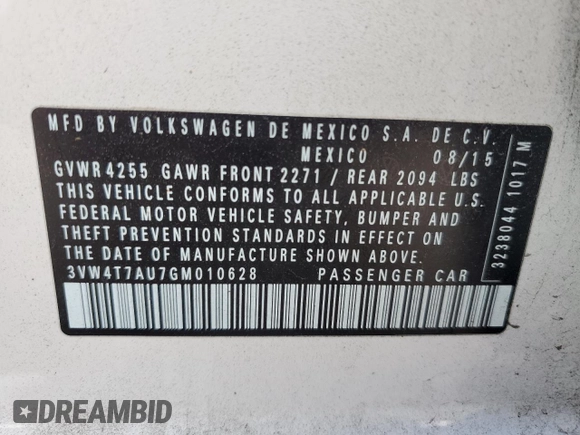 MFD BY VOLKSWAGEN DE MEXICO S.A. DE C.V.
MEXICO 08/15
GVWR 4255 GAWR FRONT 2271 / REAR 2094 LBS
THIS VEHICLE CONFORMS TO ALL APPLICABLE U.S.
FEDERAL MOTOR VEHICLE SAFETY, BUMPER AND
THEFT PREVENTION STANDARDS IN EFFECT ON
THE DATE OF MANUFACTURE SHOWN ABOVE
3VW4T7AU7GM010628 PASSENGER CAR
3238044 1017 M
DREAMBID